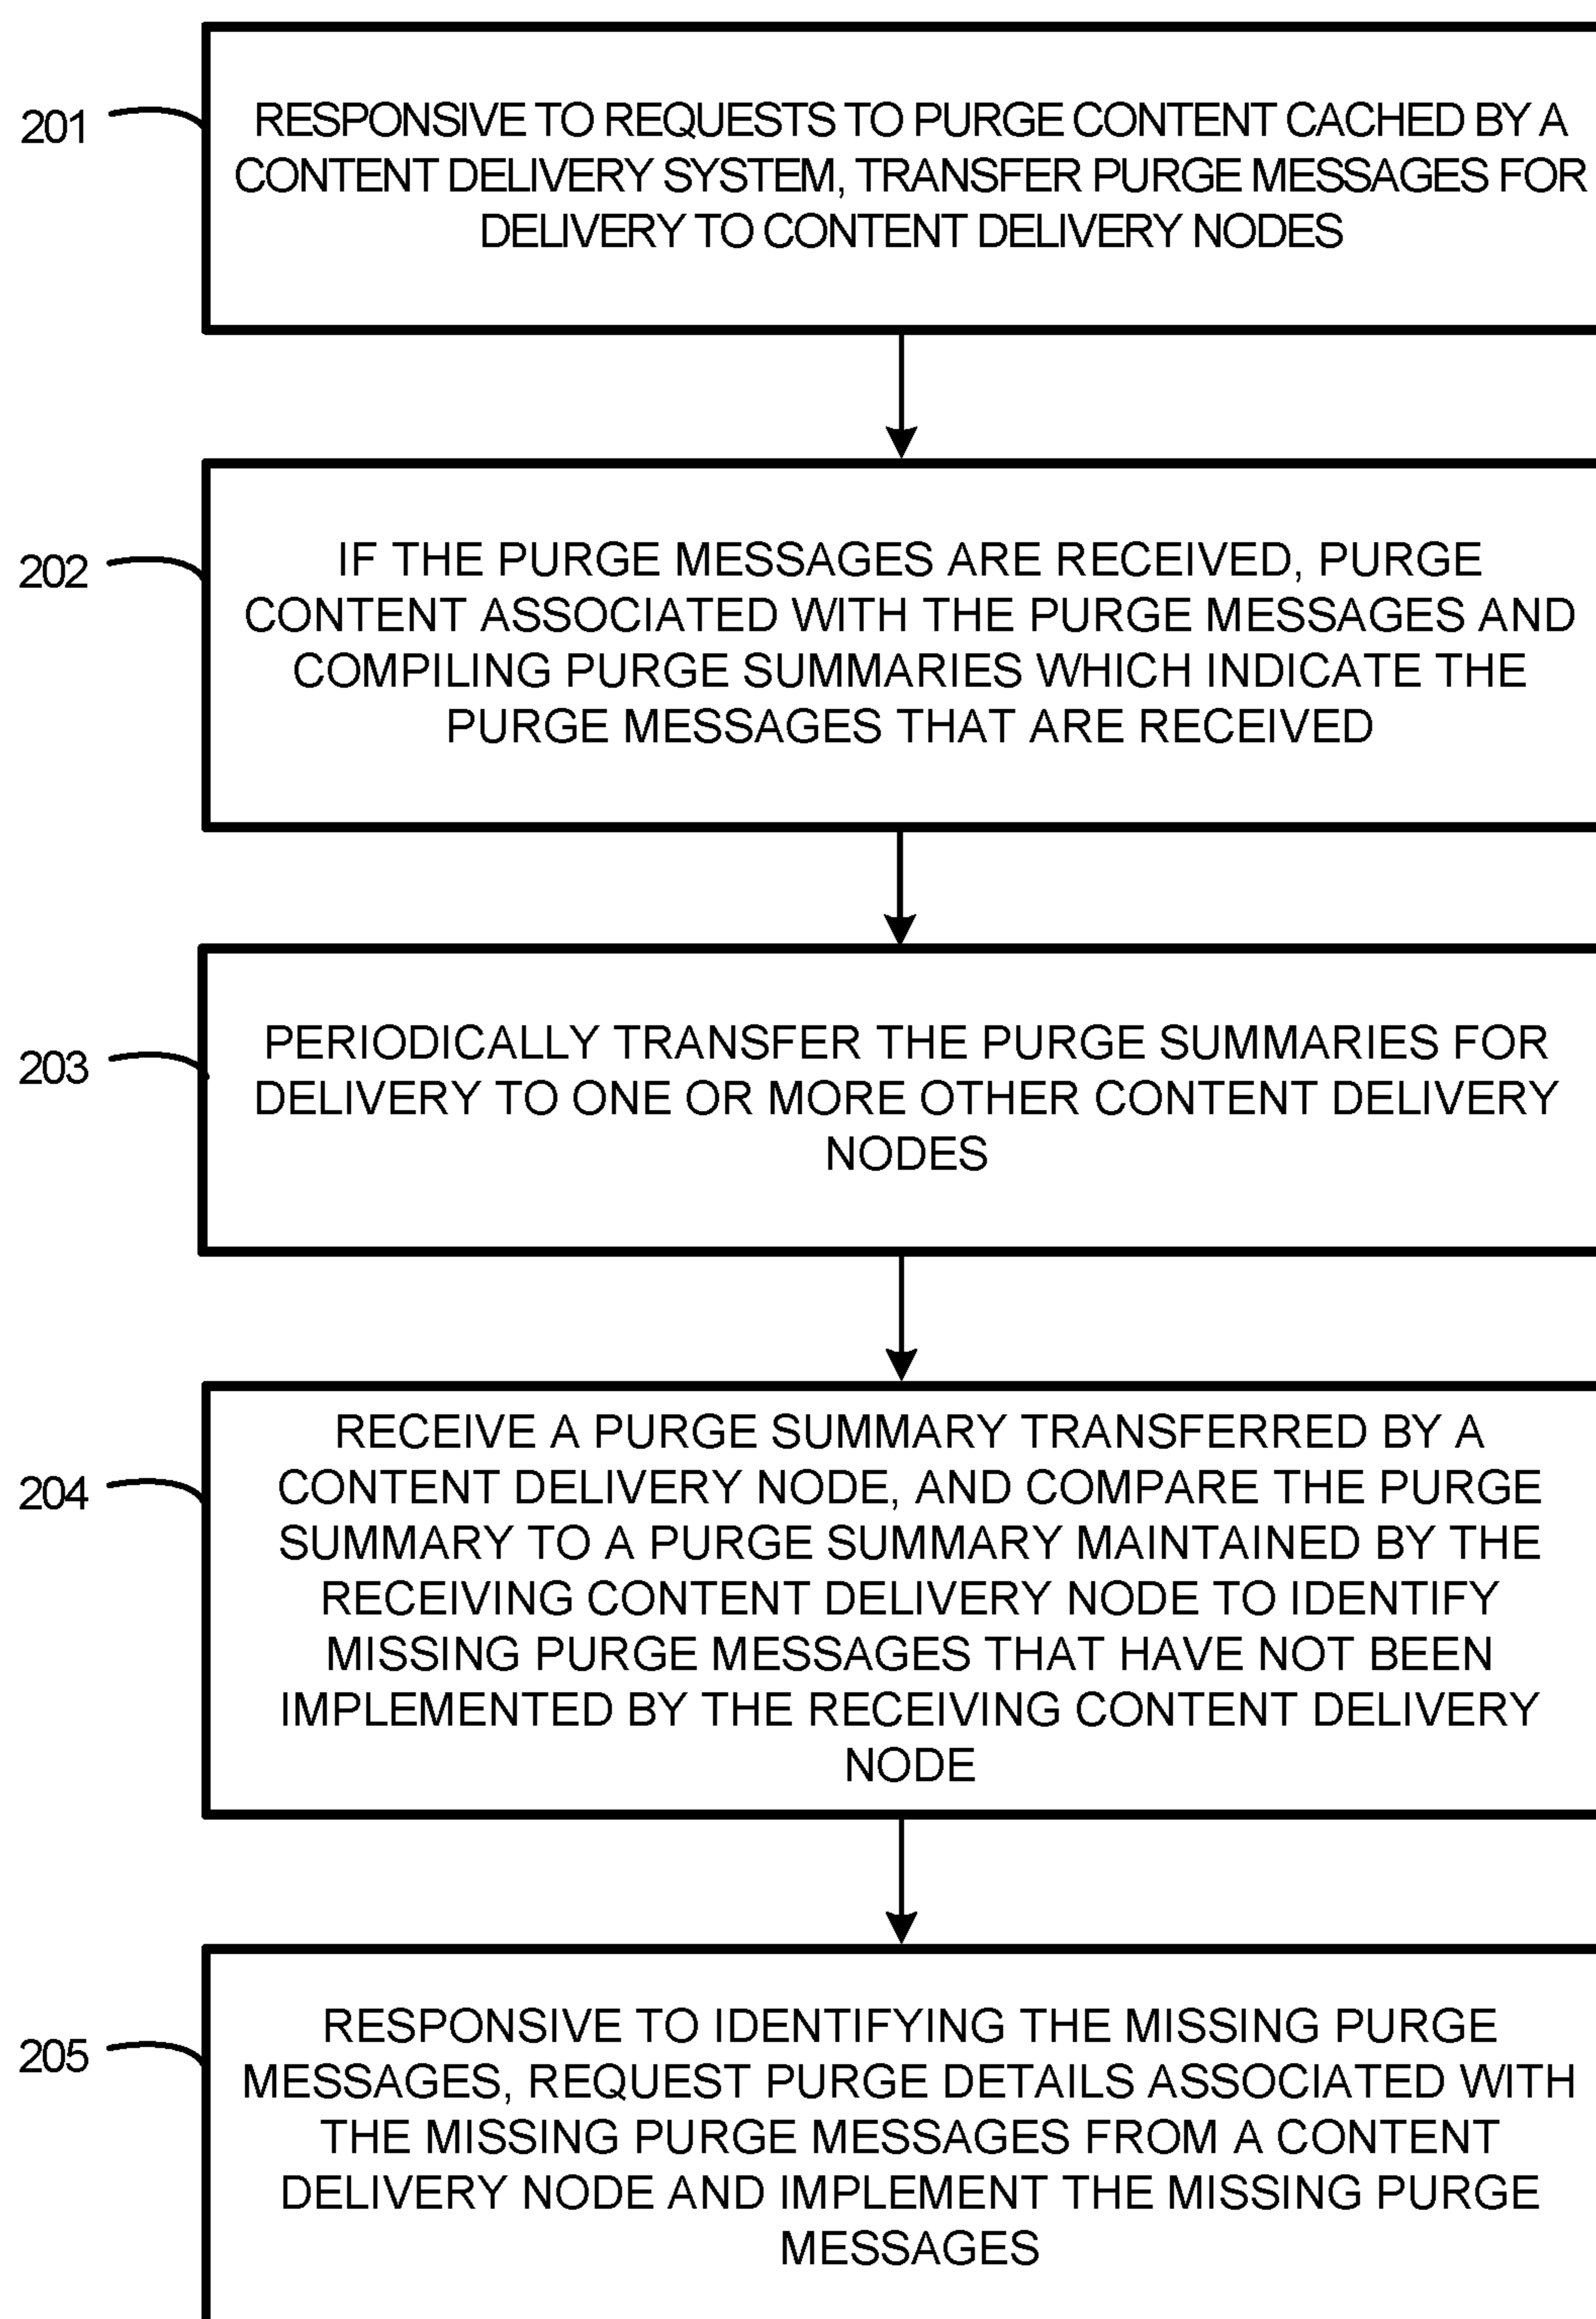 201
RESPONSIVE TO REQUESTS TO PURGE CONTENT CACHED BY A
CONTENT DELIVERY SYSTEM, TRANSFER PURGE MESSAGES FOR
DELIVERY TO CONTENT DELIVERY NODES
202
IF THE PURGE MESSAGES ARE RECEIVED, PURGE
CONTENT ASSOCIATED WITH THE PURGE MESSAGES AND
COMPILING PURGE SUMMARIES WHICH INDICATE THE
PURGE MESSAGES THAT ARE RECEIVED
203
PERIODICALLY TRANSFER THE PURGE SUMMARIES FOR
DELIVERY TO ONE OR MORE OTHER CONTENT DELIVERY
NODES
204
RECEIVE A PURGE SUMMARY TRANSFERRED BY A
CONTENT DELIVERY NODE, AND COMPARE THE PURGE
SUMMARY TO A PURGE SUMMARY MAINTAINED BY THE
RECEIVING CONTENT DELIVERY NODE TO IDENTIFY
MISSING PURGE MESSAGES THAT HAVE NOT BEEN
IMPLEMENTED BY THE RECEIVING CONTENT DELIVERY
NODE
205
RESPONSIVE TO IDENTIFYING THE MISSING PURGE
MESSAGES, REQUEST PURGE DETAILS ASSOCIATED WITH
THE MISSING PURGE MESSAGES FROM A CONTENT
DELIVERY NODE AND IMPLEMENT THE MISSING PURGE
MESSAGES